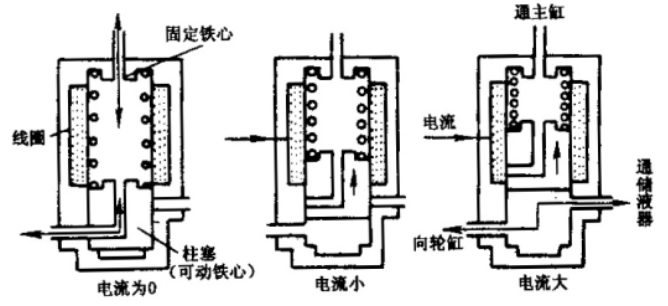 固定铁心
线圈
柱塞
（可动铁心）
电流为0
电流小
通主缸
电流
通储液器
向轮缸
电流大